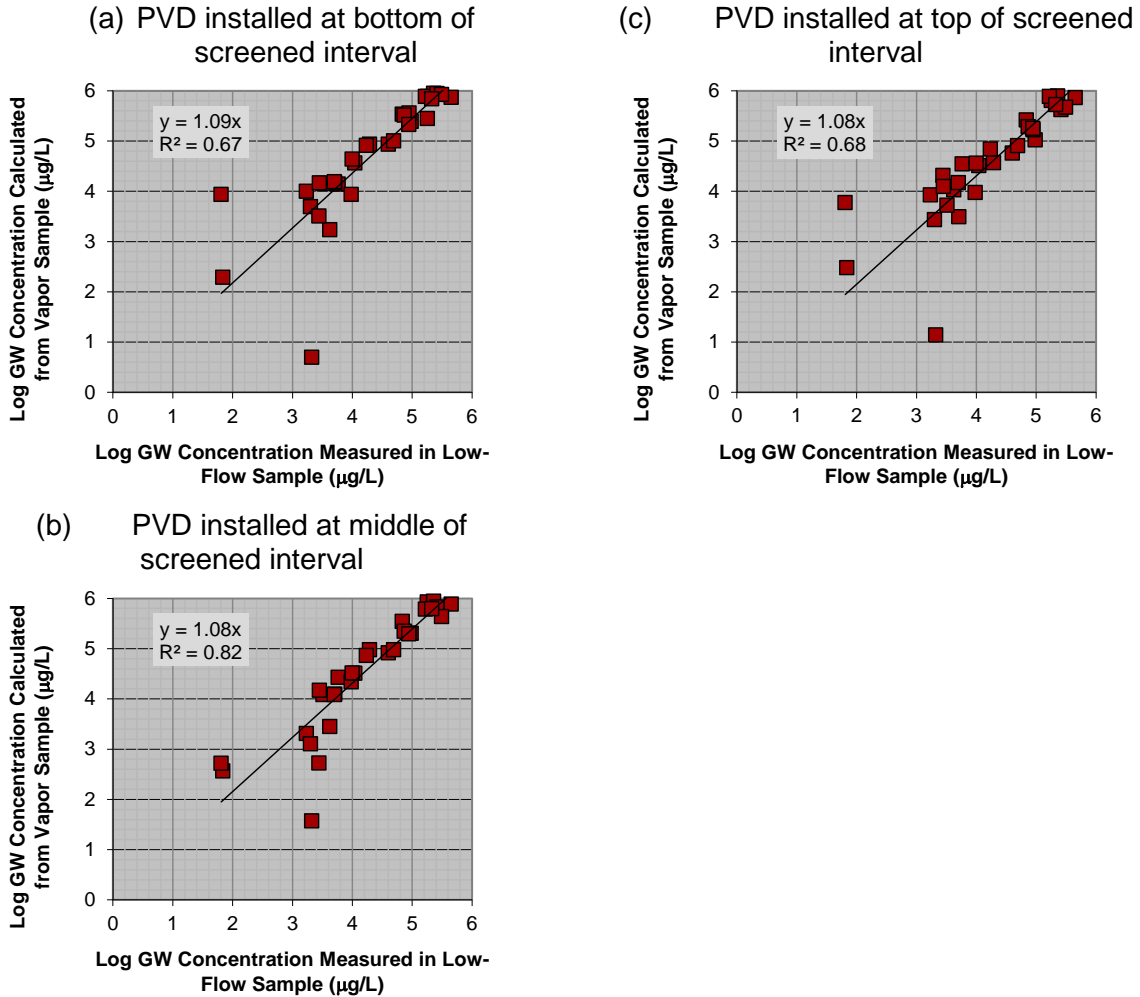 (a) PVD installed at bottom of
screened interval
Log GW Concentration Calculated
from Vapor Sample (µg/L)
6
5
4
3
2
1
0
y = 1.09x
R² = 0.67
0 1 2 3 4 5 6
Log GW Concentration Measured in Low-
Flow Sample (µg/L)
(c) PVD installed at top of screened
interval
Log GW Concentration Calculated
from Vapor Sample (µg/L)
6
5
4
3
2
1
0
y = 1.08x
R² = 0.68
0 1 2 3 4 5 6
Log GW Concentration Measured in Low-
Flow Sample (µg/L)
(b) PVD installed at middle of
screened interval
Log GW Concentration Calculated
from Vapor Sample (µg/L)
6
5
4
3
2
1
0
y = 1.08x
R² = 0.82
0 1 2 3 4 5 6
Log GW Concentration Measured in Low-
Flow Sample (µg/L)